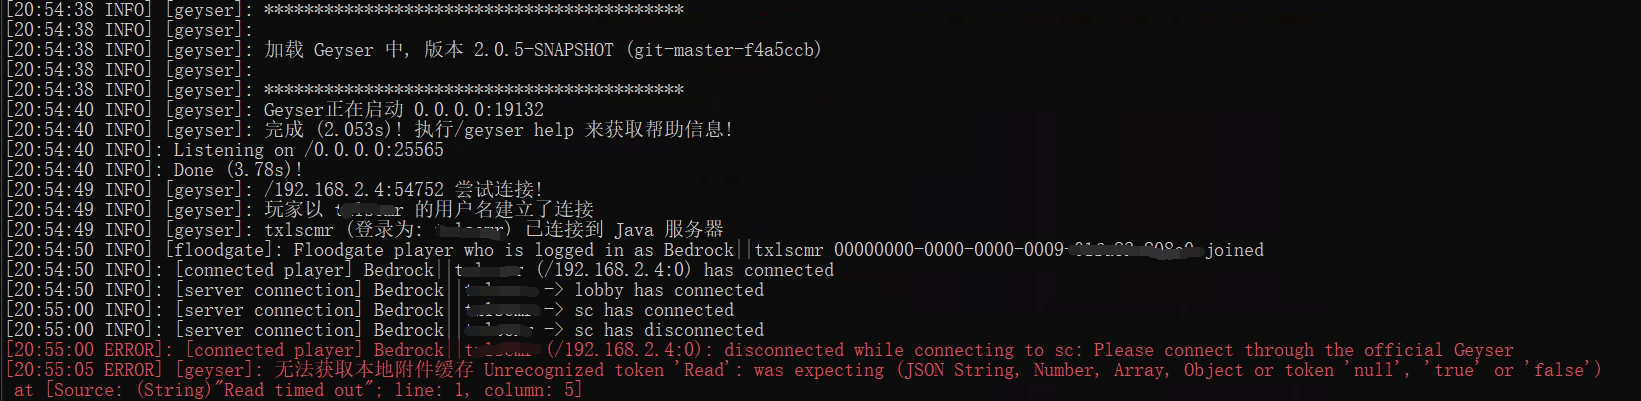 [20:54:38 INFO] [geyser]: ******************************************
[20:54:38 INFO] [geyser]:
[20:54:38 INFO] [geyser]: 加载 Geyser 中, 版本 2.0.5-SNAPSHOT (git-master-f4a5ccb)
[20:54:38 INFO] [geyser]:
[20:54:38 INFO] [geyser]: ******************************************
[20:54:40 INFO] [geyser]: Geyser正在启动 0.0.0.0:19132
[20:54:40 INFO] [geyser]: 完成 (2.053s)! 执行/geyser help 来获取帮助信息!
[20:54:40 INFO]: Listening on /0.0.0.0:25565
[20:54:40 INFO]: Done (3.78s)!
[20:54:49 INFO] [geyser]: /192.168.2.4:54752 尝试连接!
[20:54:49 INFO] [geyser]: 玩家以 的用户名建立了连接
[20:54:49 INFO] [geyser]: txlscmr (登录为: ) 已连接到 Java 服务器
[20:54:50 INFO] [floodgate]: Floodgate player who is logged in as Bedrock||txlscmr 00000000-0000-0000-0009- joined
[20:54:50 INFO]: [connected player] Bedrock|| (/192.168.2.4:0) has connected
[20:54:50 INFO]: [server connection] Bedrock|| -> lobby has connected
[20:55:00 INFO]: [server connection] Bedrock|| -> sc has connected
[20:55:00 INFO]: [server connection] Bedrock|| -> sc has disconnected
[20:55:00 ERROR]: [connected player] Bedrock|| (/192.168.2.4:0): disconnected while connecting to sc: Please connect through the official Geyser
[20:55:05 ERROR] [geyser]: 无法获取本地附件缓存 Unrecognized token 'Read': was expecting (JSON String, Number, Array, Object or token 'null', 'true' or 'false')
at [Source: (String)"Read timed out"; line: 1, column: 5]